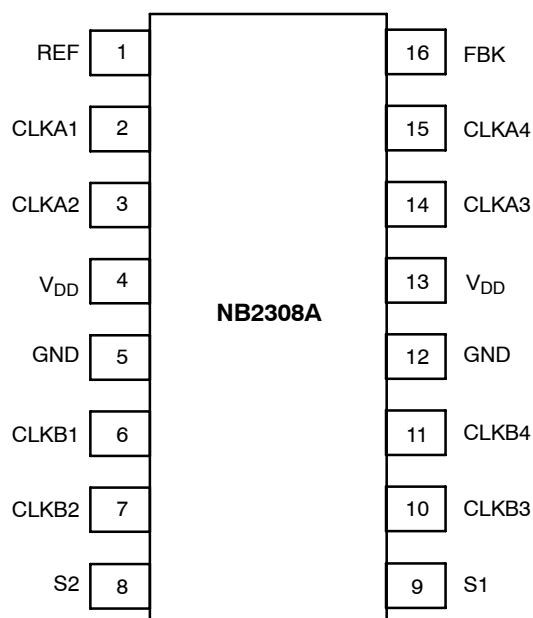 REF 1 16 FBK
CLKA1 2 15 CLKA4
CLKA2 3 14 CLKA3
VDD 4 13 VDD
NB2308A
GND 5 12 GND
CLKB1 6 11 CLKB4
CLKB2 7 10 CLKB3
S2 8 9 S1